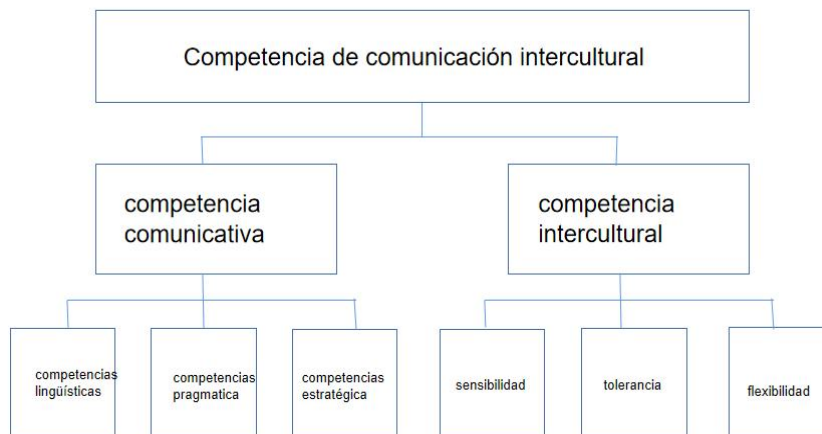 Competencia de comunicación intercultural
competencia
comunicativa
competencia
intercultural
competencias
lingüísticas
competencias
pragmatica
competencias
estratégica
sensibilidad
tolerancia
flexibilidad